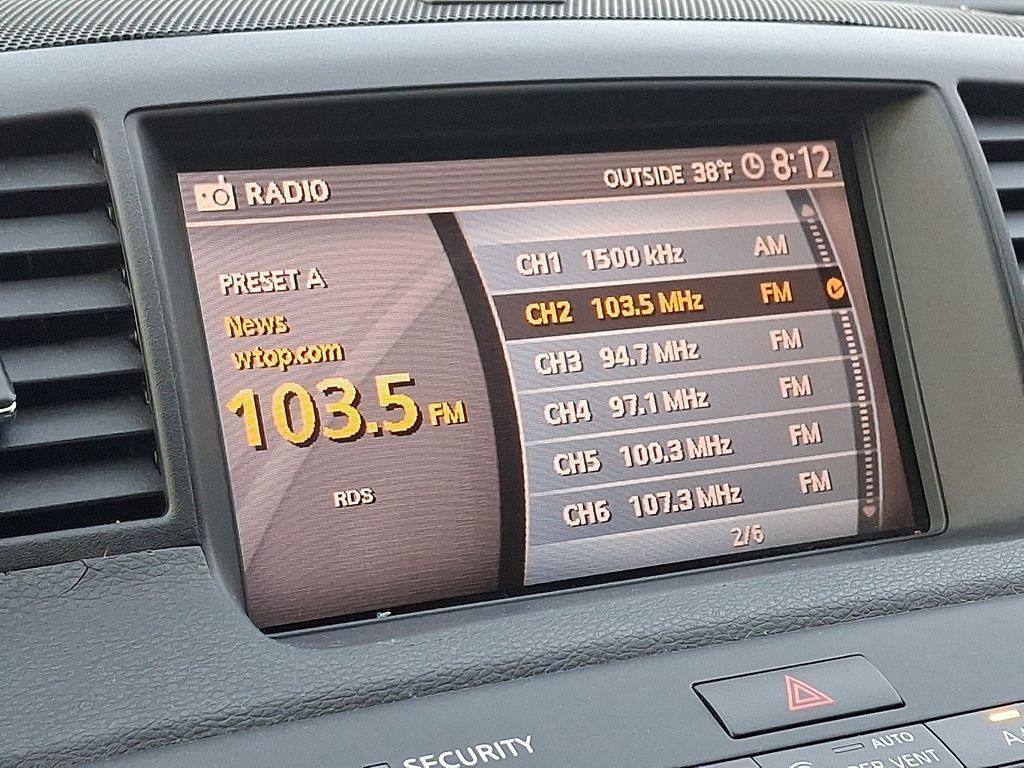 RADIO
OUTSIDE 38°F 8:12
PRESET A
News
wtop.com
103.5 FM
RDS
CH1 1500 kHz AM
CH2 103.5 MHz FM
CH3 94.7 MHz FM
CH4 97.1 MHz FM
CH5 100.3 MHz FM
CH6 107.3 MHz FM
2/6
SECURITY
AUTO
VENT